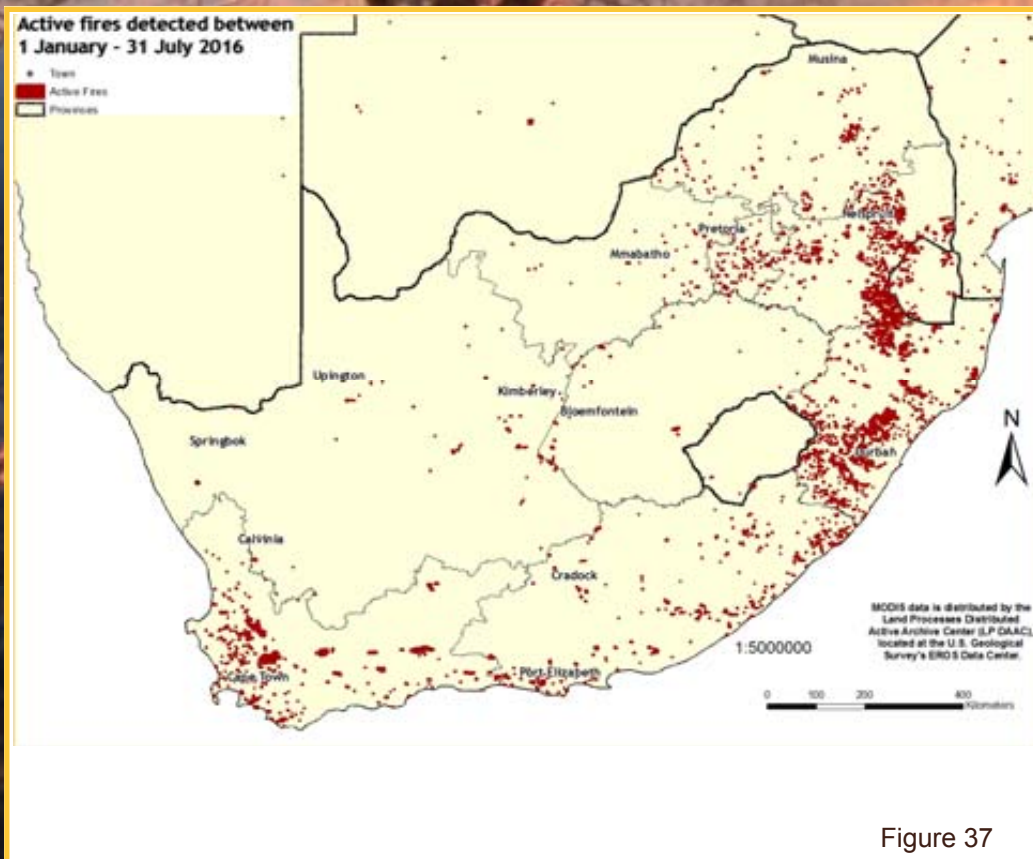 Active fires detected between
1 January - 31 July 2016
Town
Active Fires
Provinces
Musina
Nelspruit
Pretoria
Mmabatho
Upington
Kimberley
Bloemfontein
Springbok
Durban
N
Calvinia
Cradock
MODIS data is distributed by the
Land Processes Distributed
Active Archive Center (LP DAAC),
located at the U.S. Geological
Survey's EROS Data Center.
1:5000000
Cape Town
Port Elizabeth
0 100 200 400
Kilometers
Figure 37